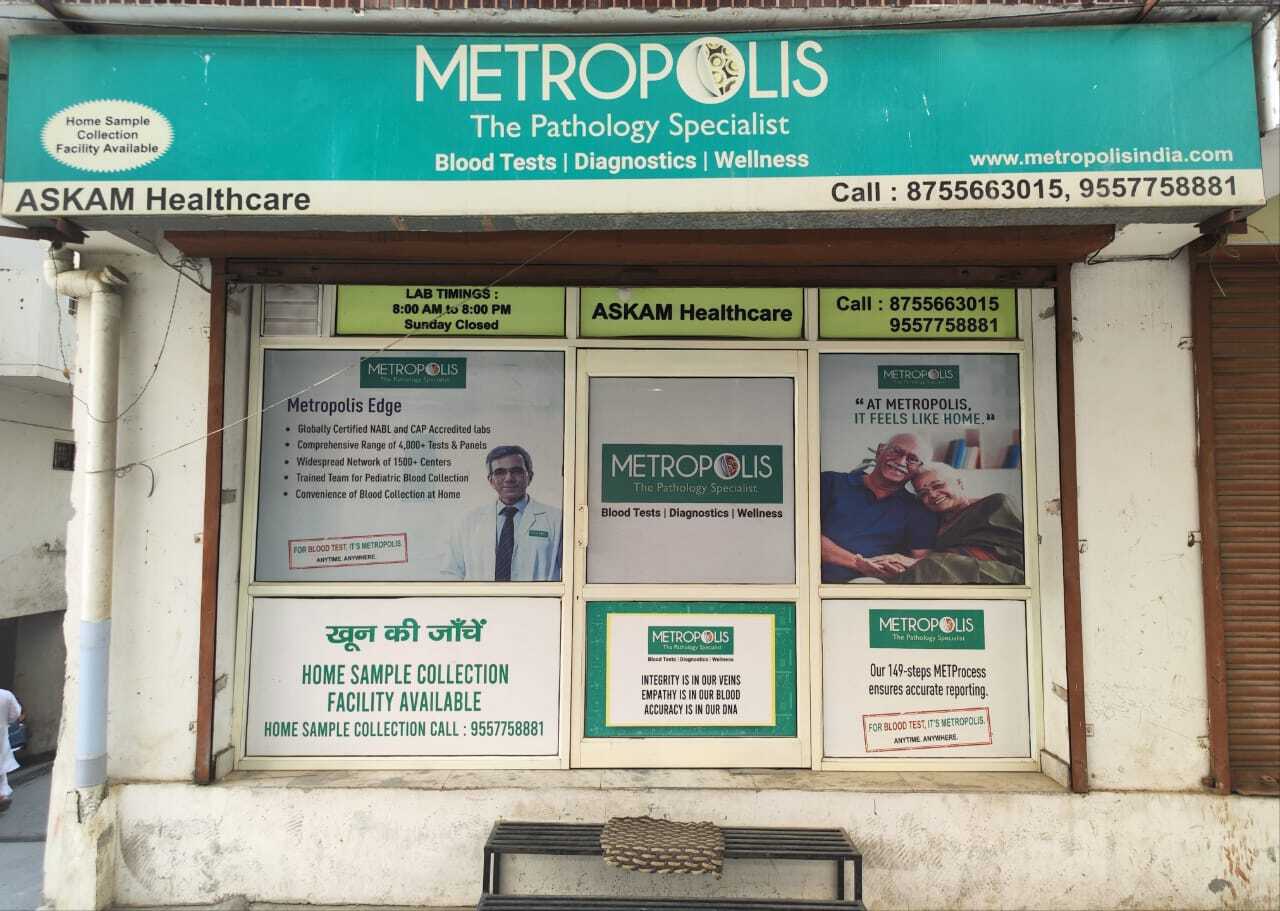 METROPOLIS
The Pathology Specialist
Blood Tests | Diagnostics | Wellness
Home Sample
Collection
Facility Available
www.metropolisindia.com
ASKAM Healthcare
Call : 8755663015, 9557758881
LAB TIMINGS :
8:00 AM to 8:00 PM
Sunday Closed
ASKAM Healthcare
Call : 8755663015
9557758881
METROPOLIS
The Pathology Specialist
Metropolis Edge
• Globally Certified NABL and CAP Accredited labs
• Comprehensive Range of 4,000+ Tests & Panels
• Widespread Network of 1500+ Centers
• Trained Team for Pediatric Blood Collection
• Convenience of Blood Collection at Home
FOR BLOOD TEST, IT'S METROPOLIS.
ANYTIME. ANYWHERE.
METROPOLIS
The Pathology Specialist
Blood Tests | Diagnostics | Wellness
METROPOLIS
The Pathology Specialist
“ AT METROPOLIS,
IT FEELS LIKE HOME. ”
खून की जाँचें
HOME SAMPLE COLLECTION
FACILITY AVAILABLE
HOME SAMPLE COLLECTION CALL : 9557758881
METROPOLIS
The Pathology Specialist
Blood Tests | Diagnostics | Wellness
INTEGRITY IS IN OUR VEINS
EMPATHY IS IN OUR BLOOD
ACCURACY IS IN OUR DNA
METROPOLIS
The Pathology Specialist
Our 149-steps METProcess
ensures accurate reporting.
FOR BLOOD TEST, IT'S METROPOLIS.
ANYTIME. ANYWHERE.